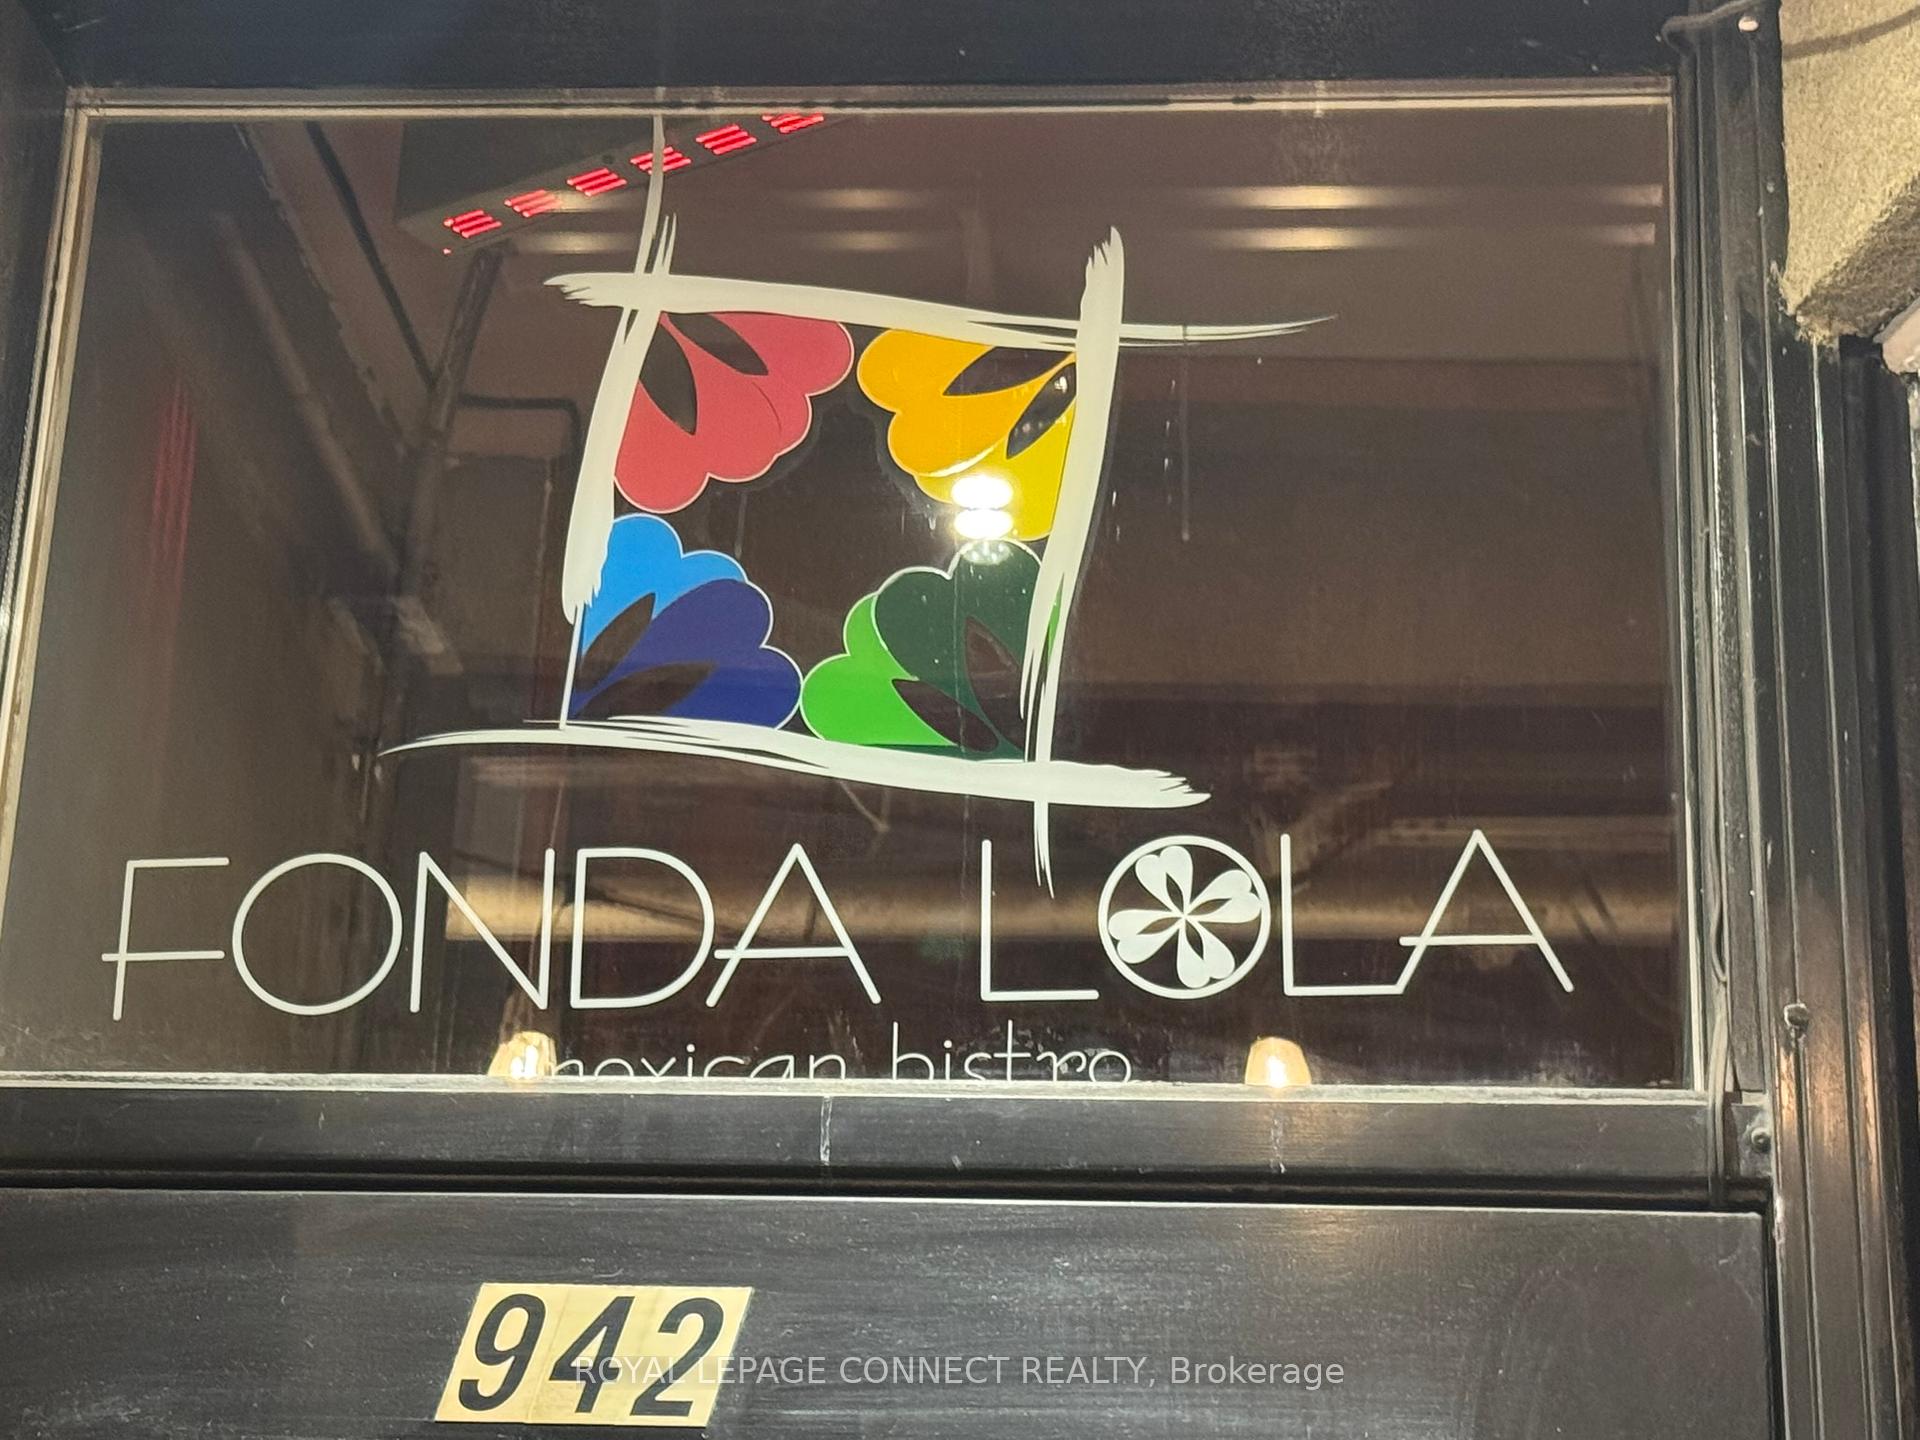 FONDA LOLA
mexican bistro
942
ROYAL LEPAGE CONNECT REALTY, Brokerage